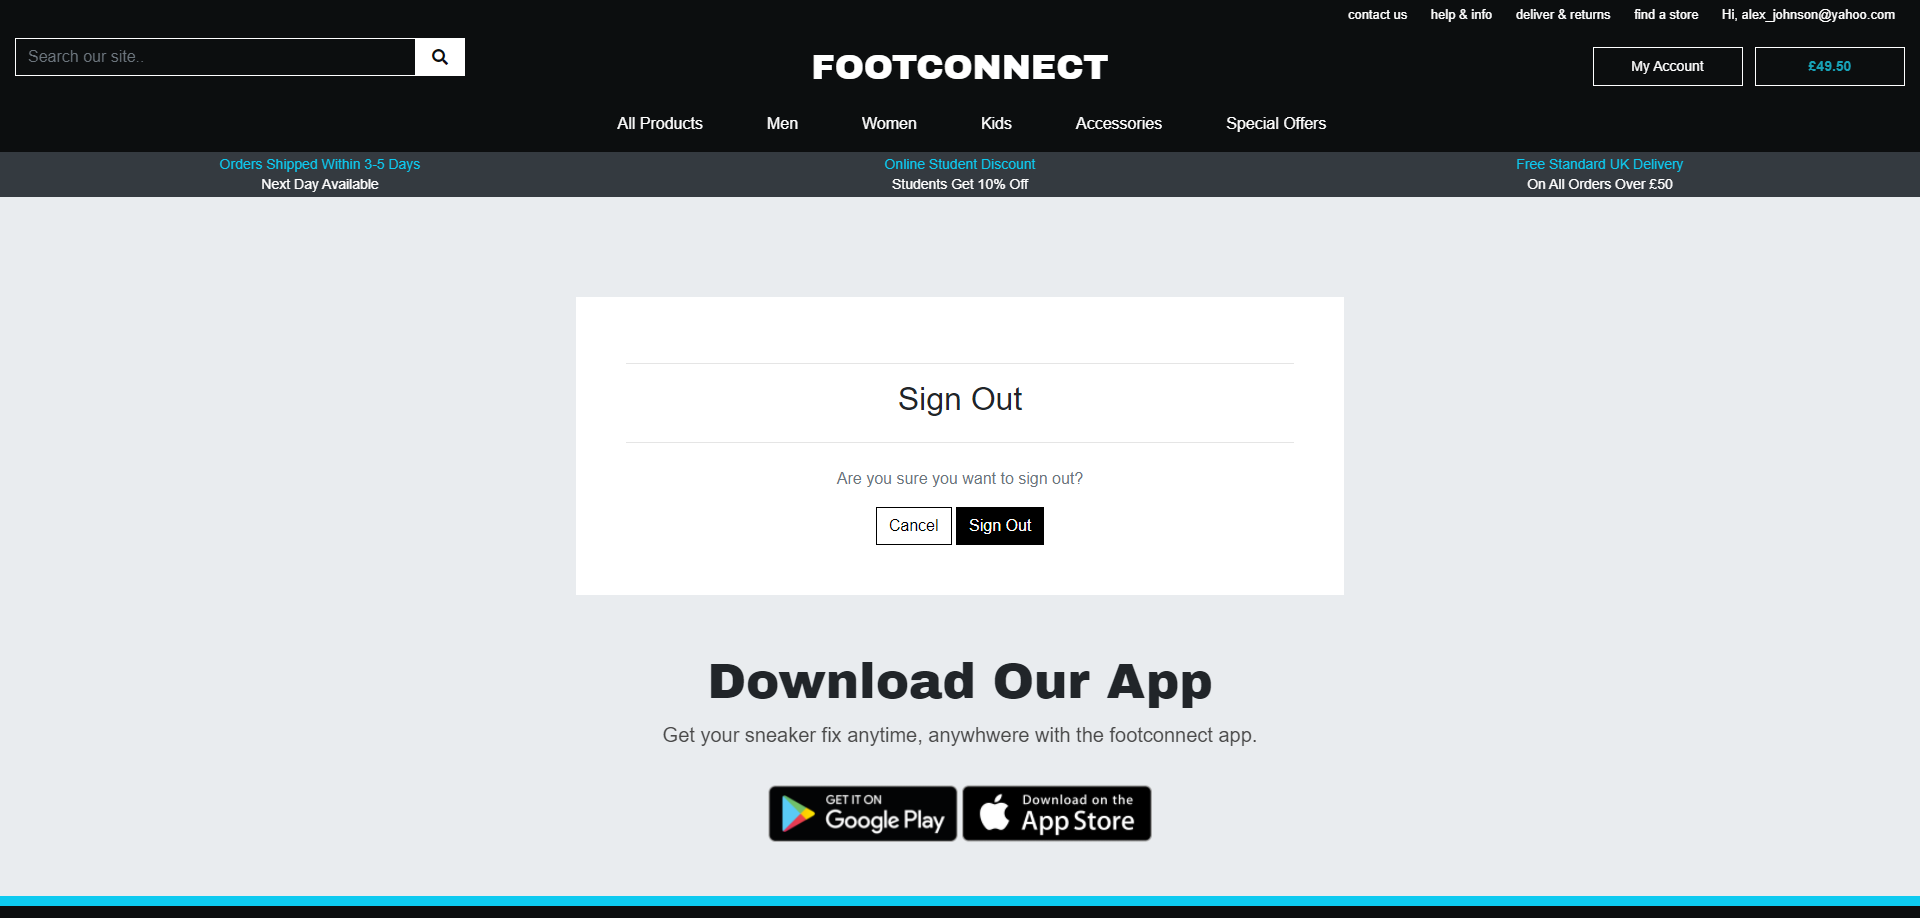 contact us help & info deliver & returns find a store Hi, alex_johnson@yahoo.com
Search our site..
FOOTCONNECT
My Account
£49.50
All Products Men Women Kids Accessories Special Offers
Orders Shipped Within 3-5 Days
Next Day Available
Online Student Discount
Students Get 10% Off
Free Standard UK Delivery
On All Orders Over £50
Sign Out
Are you sure you want to sign out?
Cancel
Sign Out
Download Our App
Get your sneaker fix anytime, anywhwere with the footconnect app.
GET IT ON
Google Play
Download on the
App Store